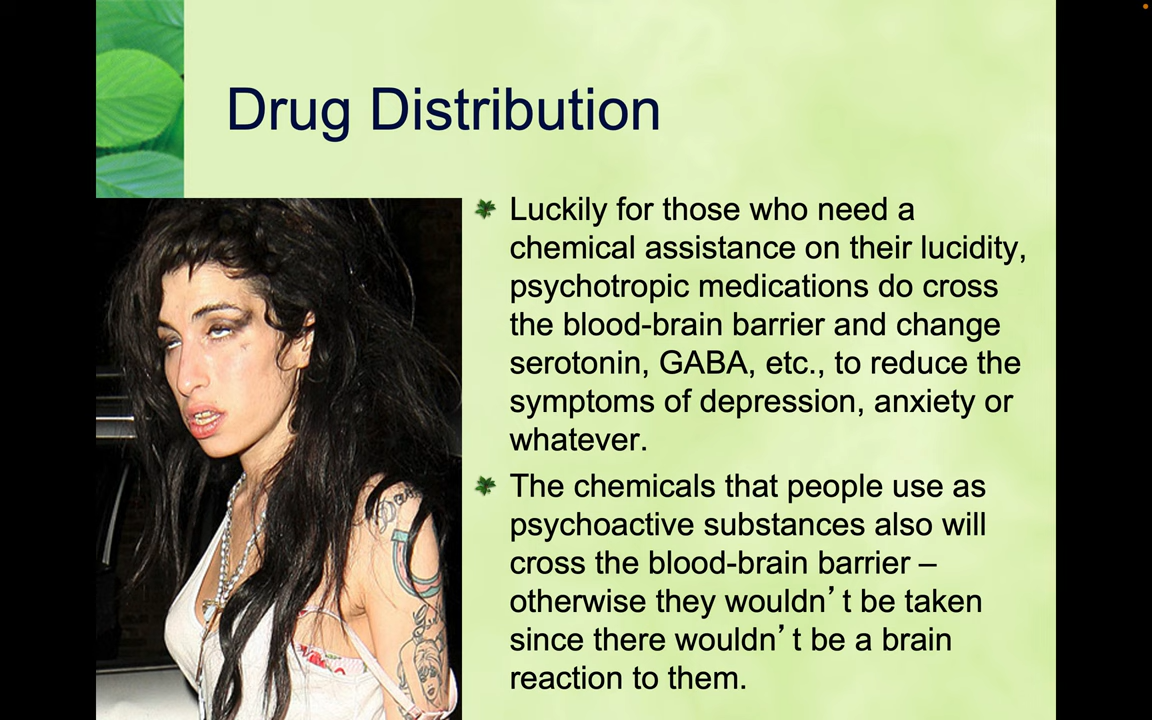 Drug Distribution
Luckily for those who need a
chemical assistance on their lucidity,
psychotropic medications do cross
the blood-brain barrier and change
serotonin, GABA, etc., to reduce the
symptoms of depression, anxiety or
whatever.
The chemicals that people use as
psychoactive substances also will
cross the blood-brain barrier –
otherwise they wouldn’t be taken
since there wouldn’t be a brain
reaction to them.